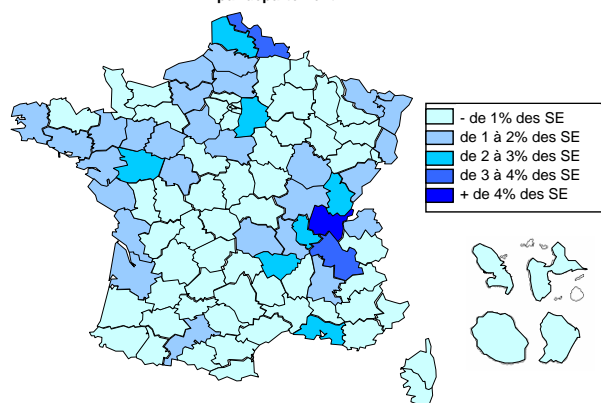 - de 1% des SE
de 1 à 2% des SE
de 2 à 3% des SE
de 3 à 4% des SE
+ de 4% des SE